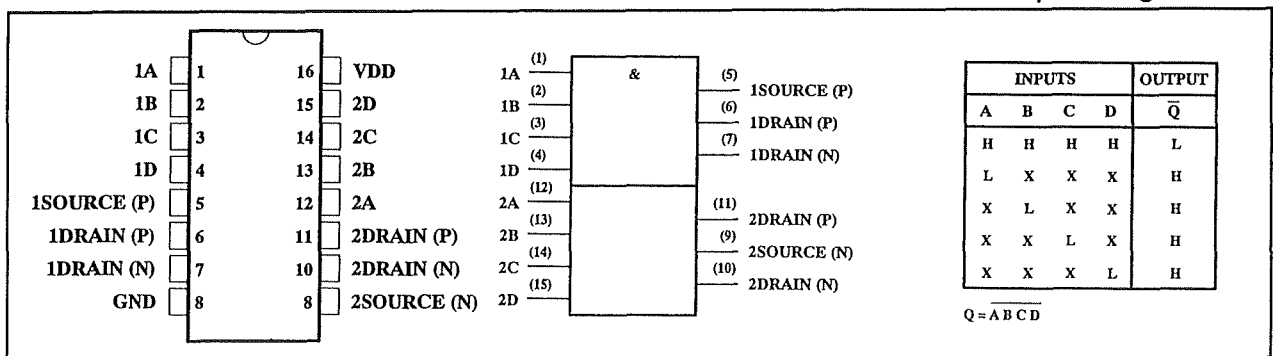 1A 1 16 VDD
1B 2 15 2D
1C 3 14 2C
1D 4 13 2B
1SOURCE (P) 5 12 2A
1DRAIN (P) 6 11 2DRAIN (P)
1DRAIN (N) 7 10 2DRAIN (N)
GND 8 8 2SOURCE (N)
&
1A (1)
1B (2)
1C (3)
1D (4)
2A (12)
2B (13)
2C (14)
2D (15)
(5) 1SOURCE (P)
(6) 1DRAIN (P)
(7) 1DRAIN (N)
(11) 2DRAIN (P)
(9) 2SOURCE (N)
(10) 2DRAIN (N)
INPUTS OUTPUT
A B C D Q̅
H H H H L
L X X X H
X L X X H
X X L X H
X X X L H
Q = A̅ B̅ C̅ D̅